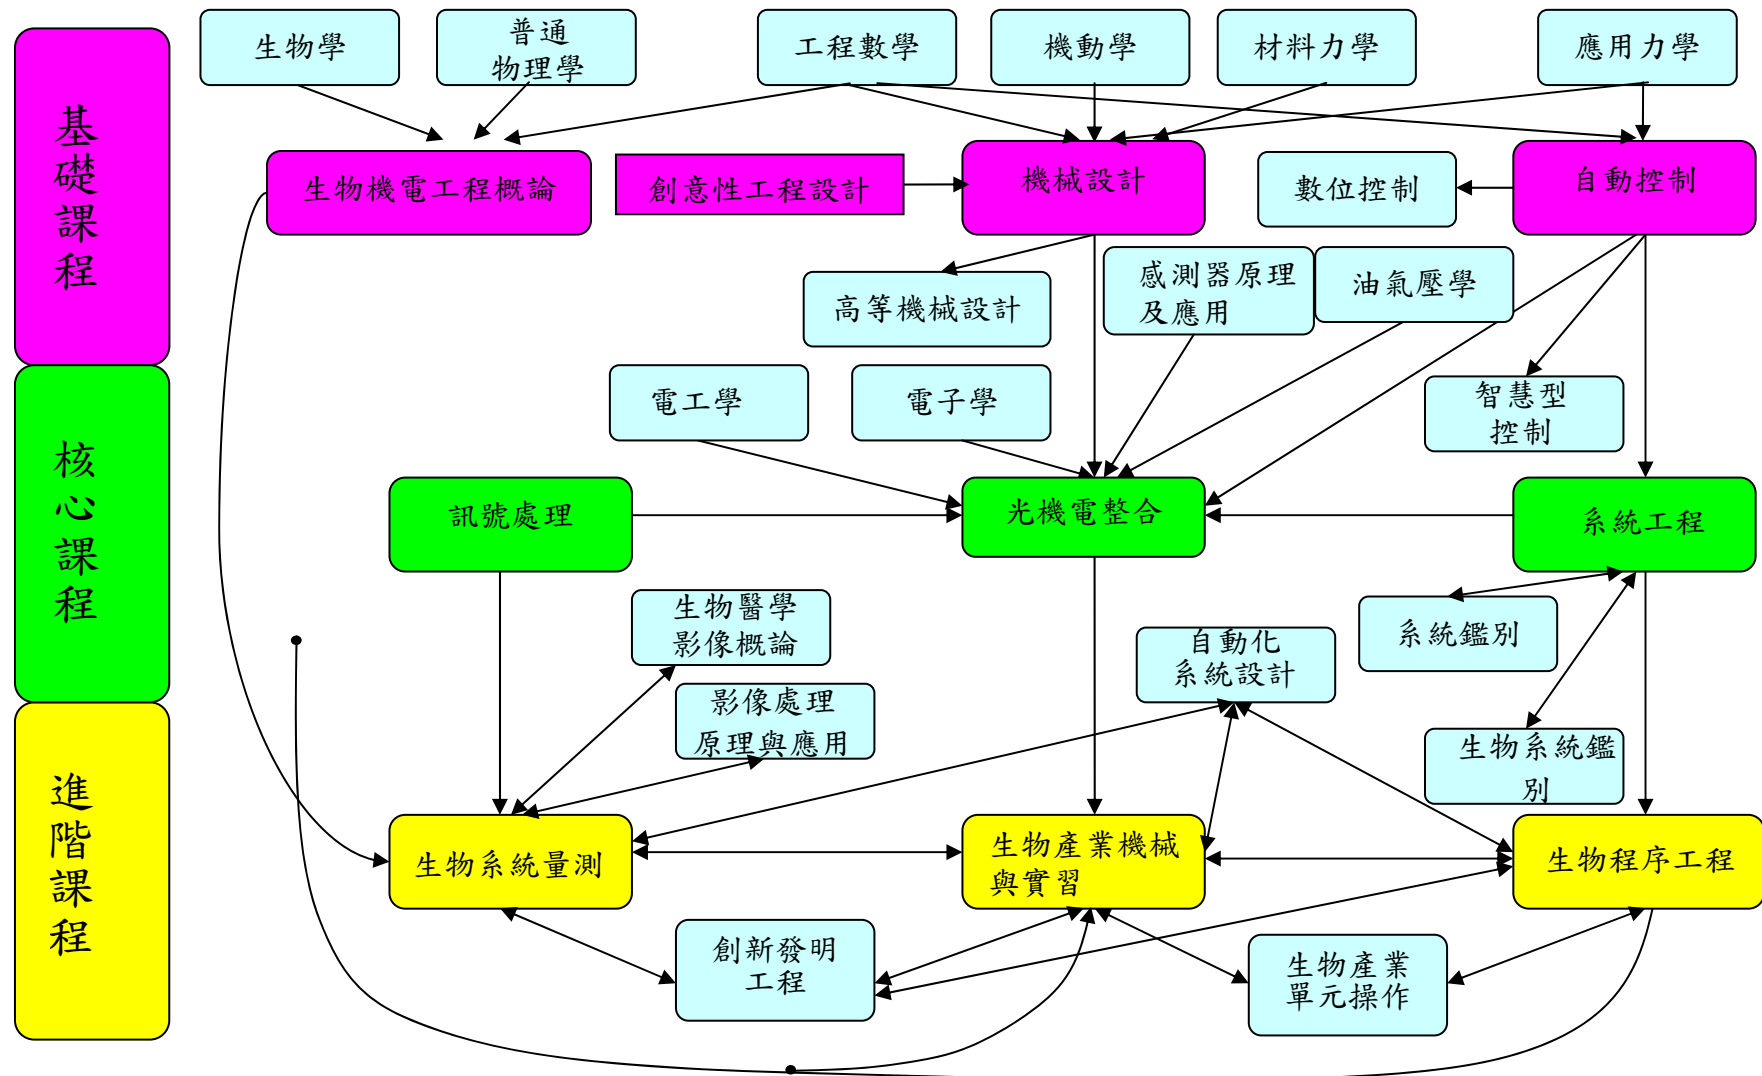 基礎課程
核心課程
進階課程
生物學
普通
物理學
工程數學
機動學
材料力學
應用力學
生物機電工程概論
創意性工程設計
機械設計
數位控制
自動控制
高等機械設計
感測器原理
及應用
油氣壓學
電工學
電子學
智慧型
控制
訊號處理
光機電整合
系統工程
生物醫學
影像概論
自動化
系統設計
系統鑑別
影像處理
原理與應用
生物系統鑑
別
生物系統量測
生物產業機械
與實習
生物程序工程
創新發明
工程
生物產業
單元操作